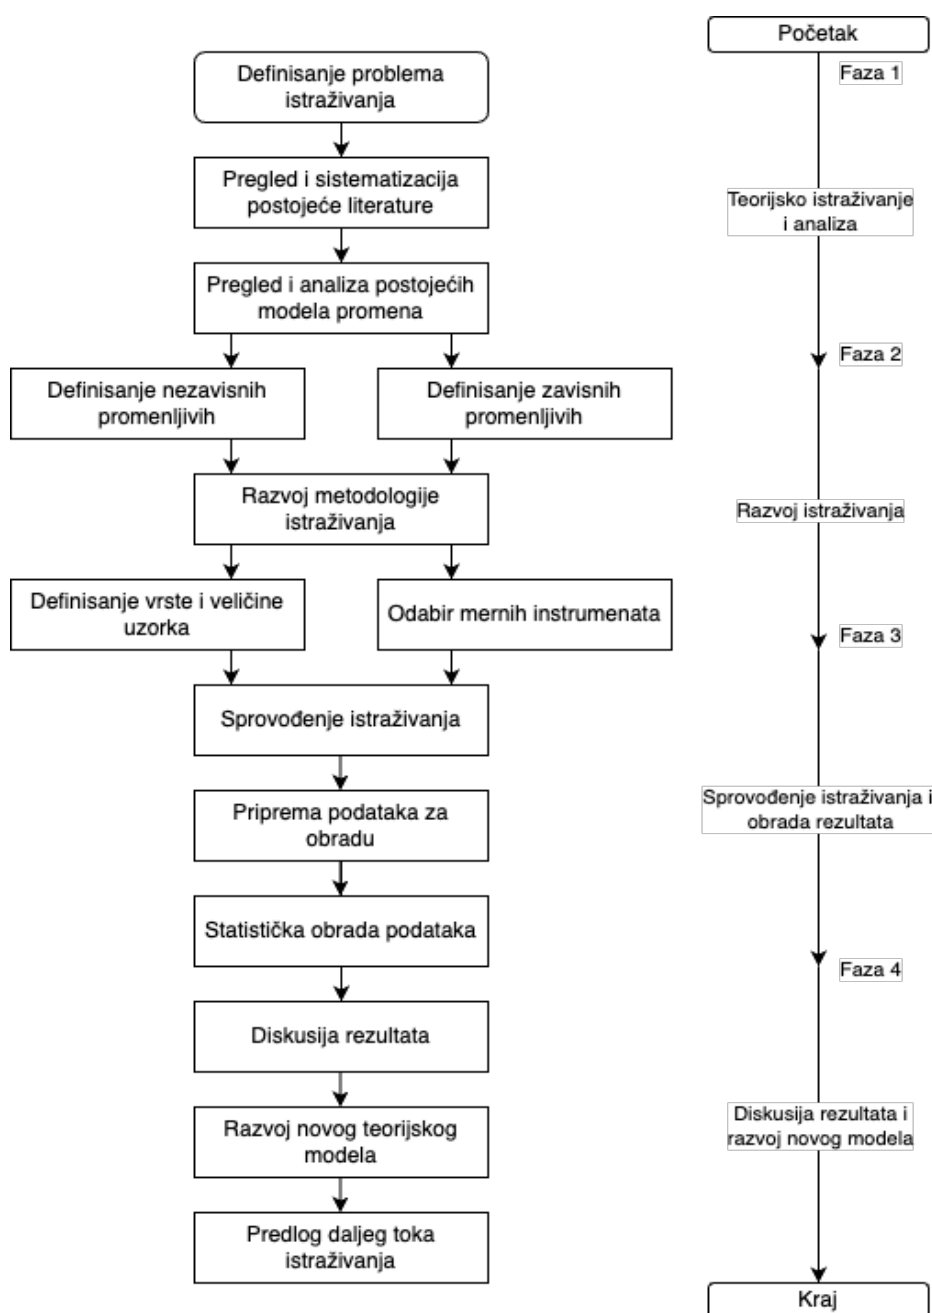 Definisanje problema
istraživanja
Pregled i sistematizacija
postojeće literature
Pregled i analiza postojećih
modela promena
Definisanje nezavisnih
promenljivih
Definisanje zavisnih
promenljivih
Razvoj metodologije
istraživanja
Definisanje vrste i veličine
uzorka
Odabir mernih instrumenata
Sprovođenje istraživanja
Priprema podataka za
obradu
Statistička obrada podataka
Diskusija rezultata
Razvoj novog teorijskog
modela
Predlog daljeg toka
istraživanja
Početak
Faza 1
Teorijsko istraživanje
i analiza
Faza 2
Razvoj istraživanja
Faza 3
Sprovođenje istraživanja i
obrada rezultata
Faza 4
Diskusija rezultata i
razvoj novog modela
Kraj